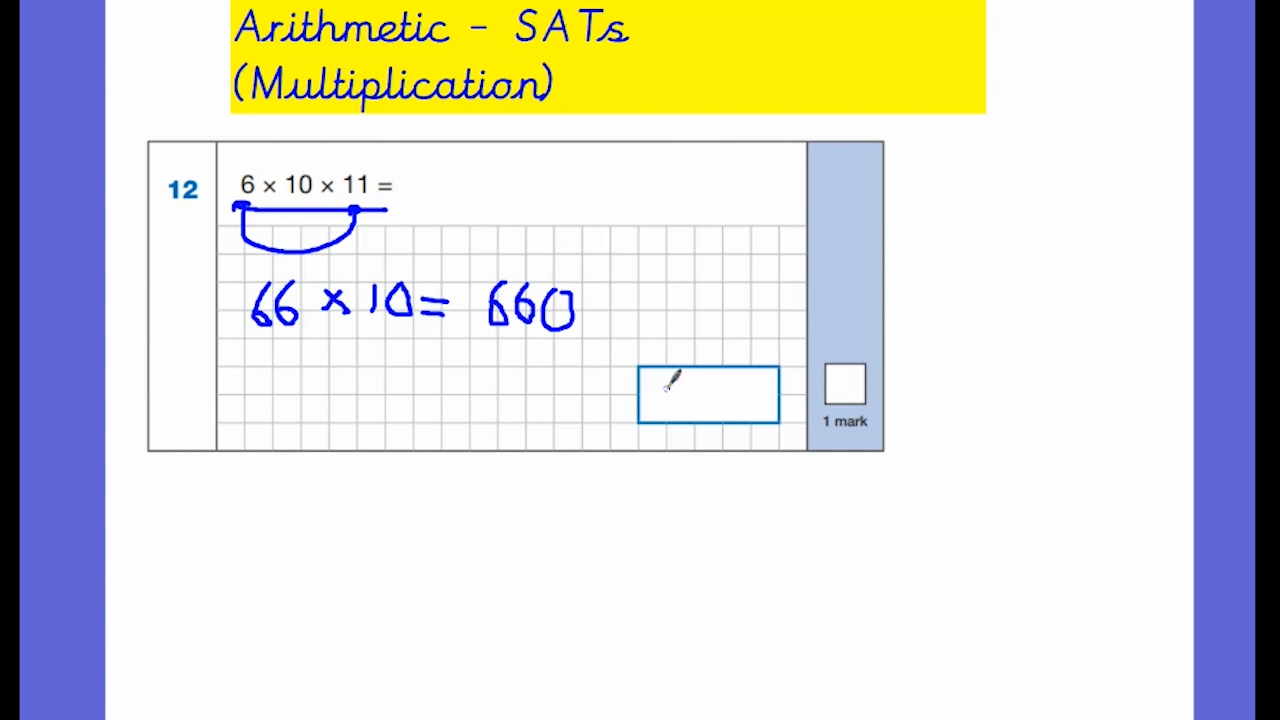 Arithmetic - SATs
(Multiplication)
12
6 × 10 × 11 =
66 × 10 = 660
1 mark